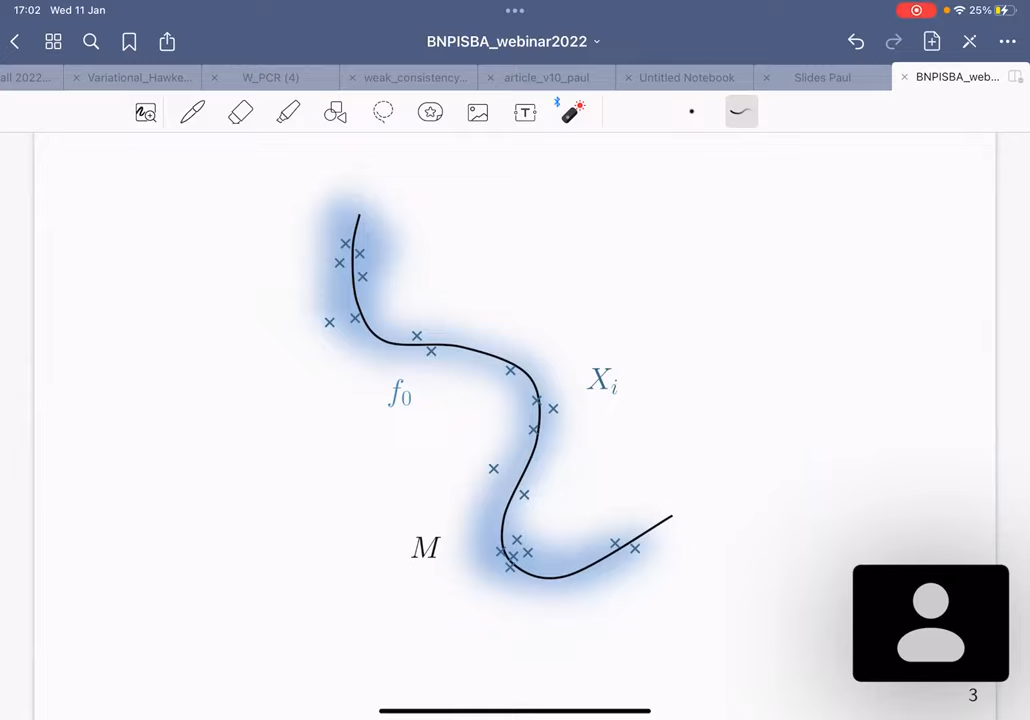 17:02 Wed 11 Jan
25%
BNPISBA_webinar2022
all 2022...
Variational_Hawke...
W_PCR (4)
weak_consistency...
article_v10_paul
Untitled Notebook
Slides Paul
BNPISBA_web...
T
f₀
Xᵢ
M
3